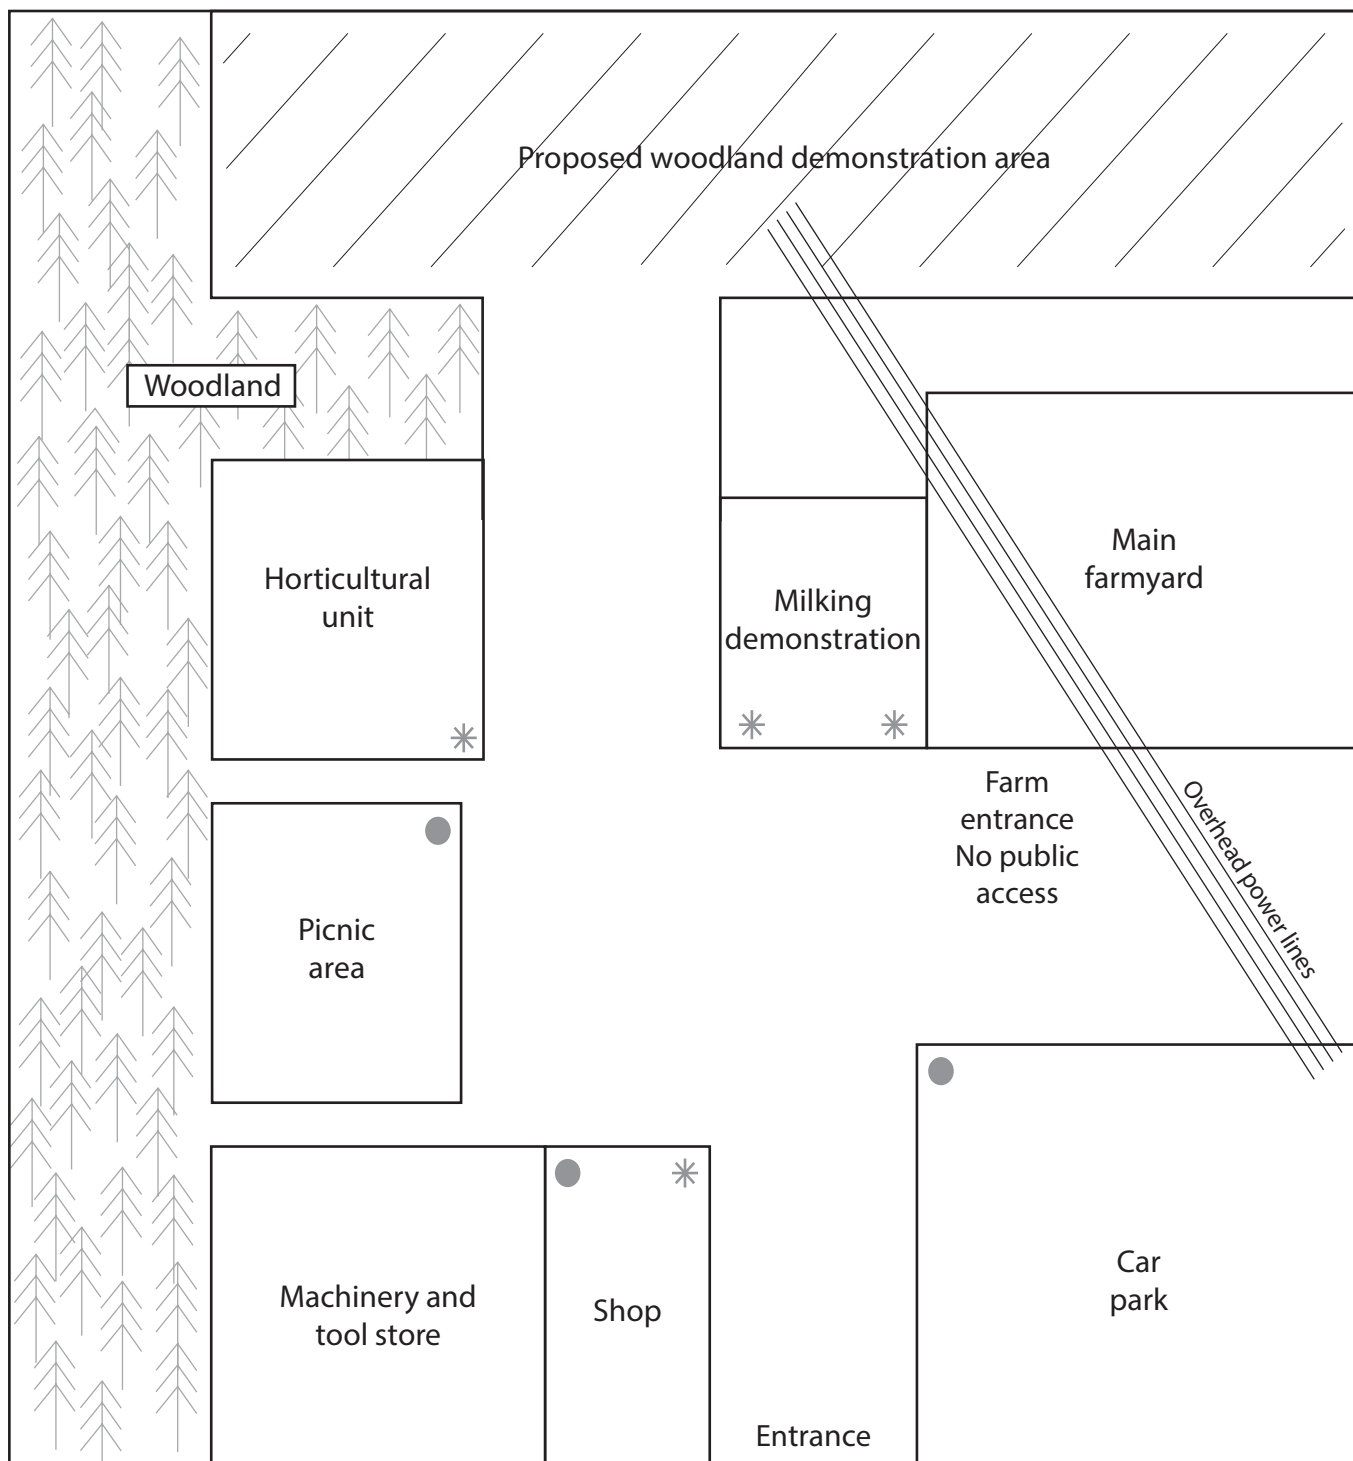 Proposed woodland demonstration area
Woodland
Horticultural
unit
Milking
demonstration
Main
farmyard
Farm
entrance
No public
access
Overhead power lines
Picnic
area
Machinery and
tool store
Shop
Car
park
Entrance